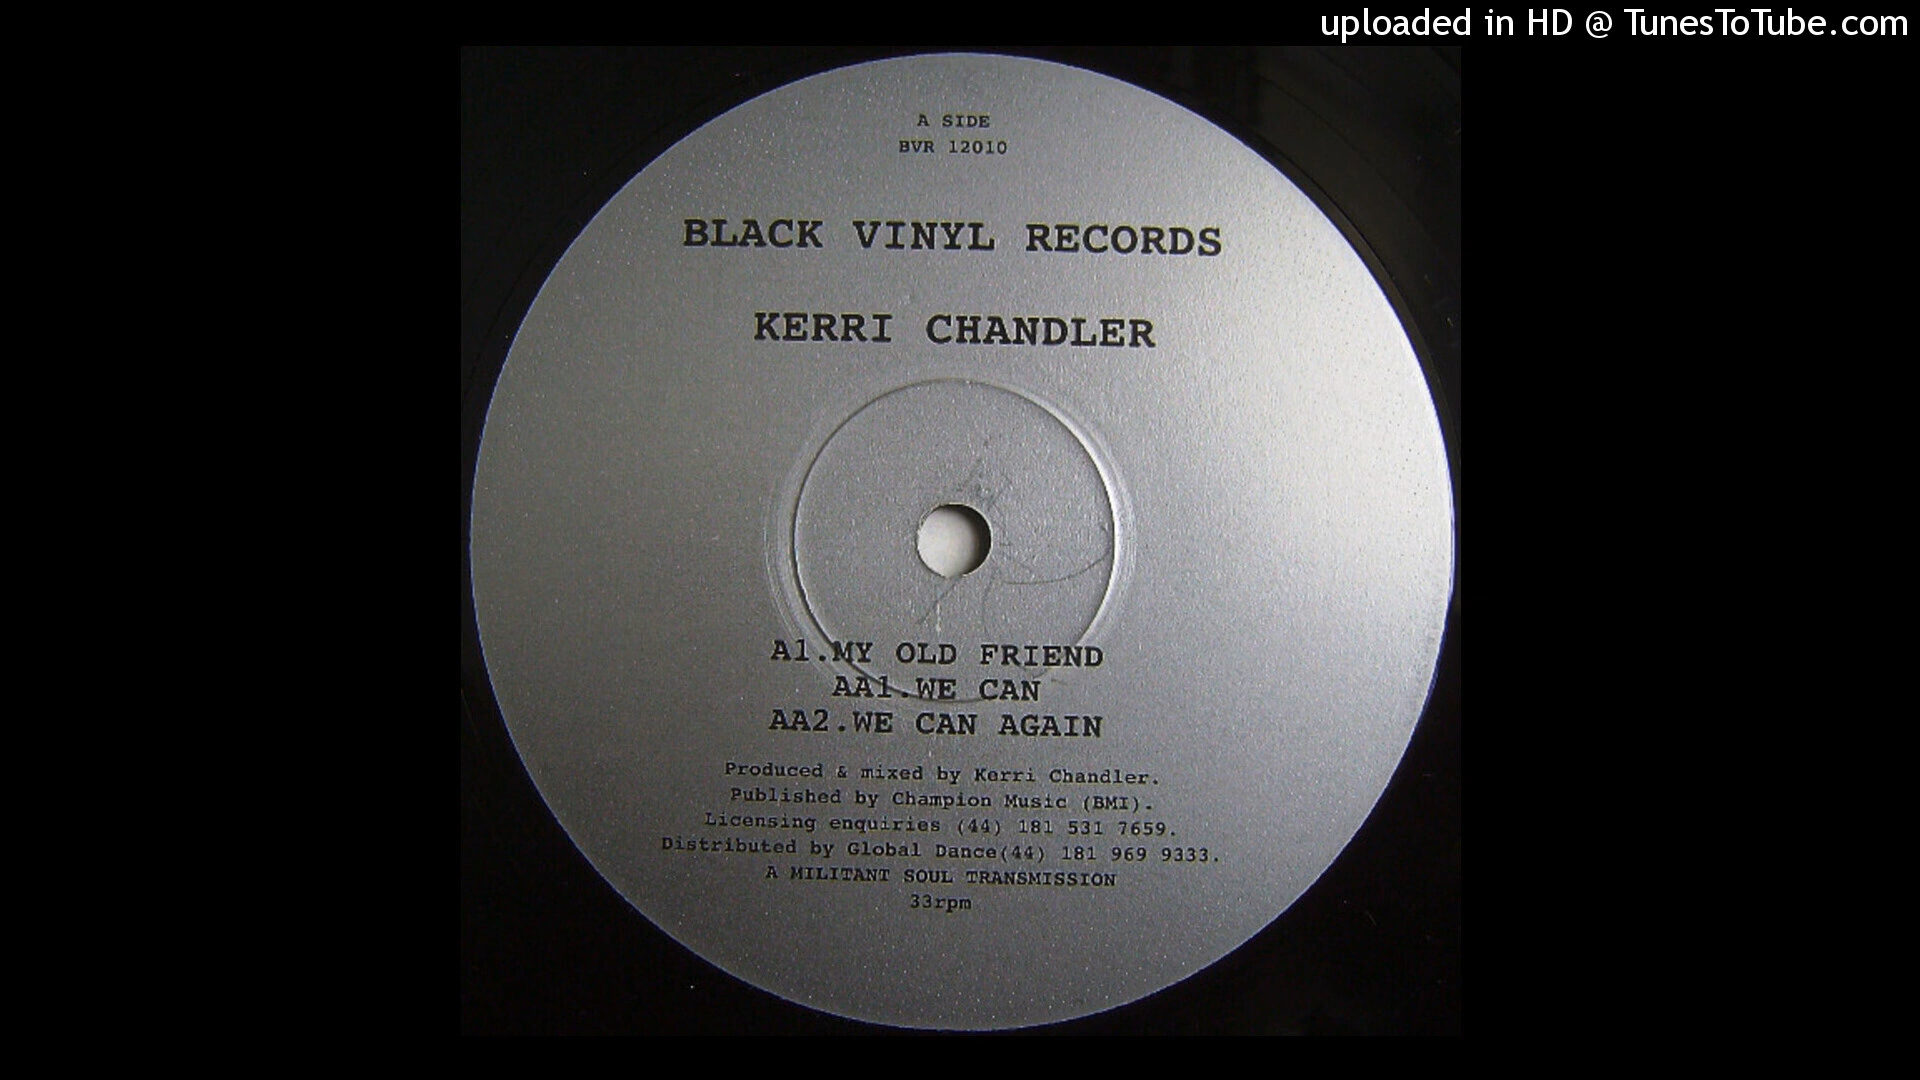 uploaded in HD @ TunesToTube.com
A SIDE
BVR 12010
BLACK VINYL RECORDS
KERRI CHANDLER
A1.MY OLD FRIEND
AA1.WE CAN
AA2.WE CAN AGAIN
Produced & mixed by Kerri Chandler.
Published by Champion Music (BMI).
Licensing enquiries (44) 181 531 7659.
Distributed by Global Dance(44) 181 969 9333.
A MILITANT SOUL TRANSMISSION
33rpm